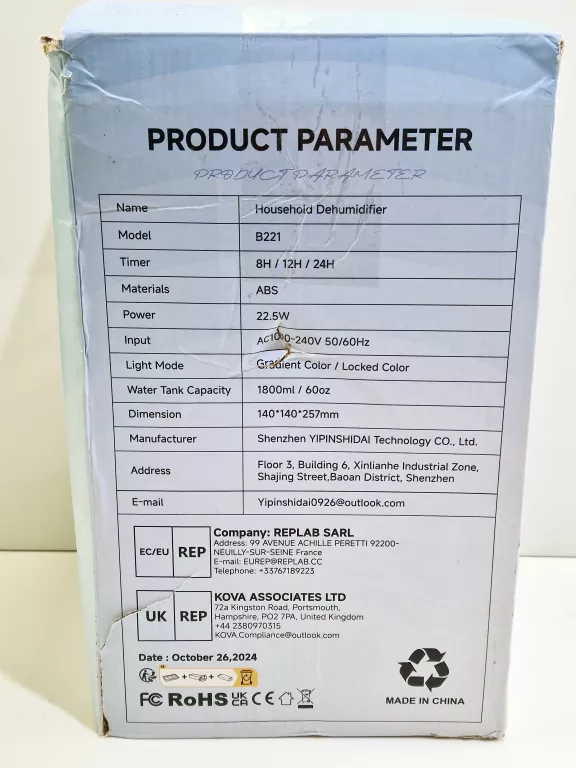 PRODUCT PARAMETER
PRODUCT PARAMETER
Name Household Dehumidifier
Model B221
Timer 8H / 12H / 24H
Materials ABS
Power 22.5W
Input AC100-240V 50/60Hz
Light Mode Gradient Color / Locked Color
Water Tank Capacity 1800ml / 60oz
Dimension 140*140*257mm
Manufacturer Shenzhen YIPINSHIDAI Technology CO., Ltd.
Address Floor 3, Building 6, Xinlianhe Industrial Zone,
Shajing Street,Baoan District, Shenzhen
E-mail Yipinshidai0926@outlook.com
EC/EU REP
Company: REPLAB SARL
Address: 99 AVENUE ACHILLE PERETTI 92200-
NEUILLY-SUR-SEINE France
E-mail: EUREP@REPLAB.CC
Telephone: +33767189223
UK REP
KOVA ASSOCIATES LTD
72a Kingston Road, Portsmouth,
Hampshire, PO2 7PA, United Kingdom
+44 2380970315
KOVA.Compliance@outlook.com
Date : October 26,2024
FC RoHS UK CA CE
MADE IN CHINA